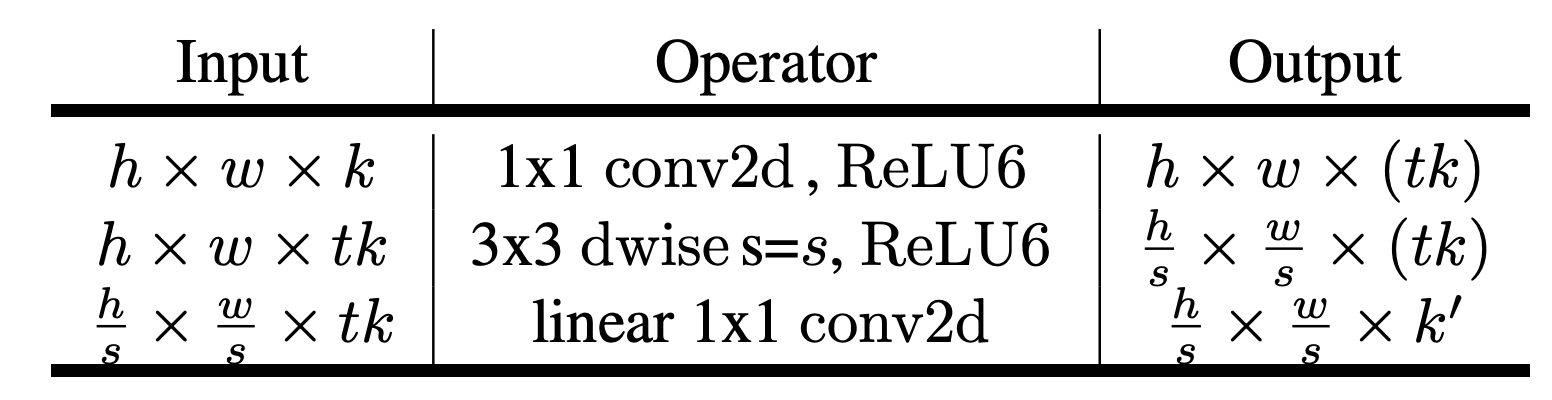 Input Operator Output
h × w × k 1x1 conv2d , ReLU6 h × w × (tk)
h × w × tk 3x3 dwise s=s, ReLU6 h/s × w/s × (tk)
h/s × w/s × tk linear 1x1 conv2d h/s × w/s × k′